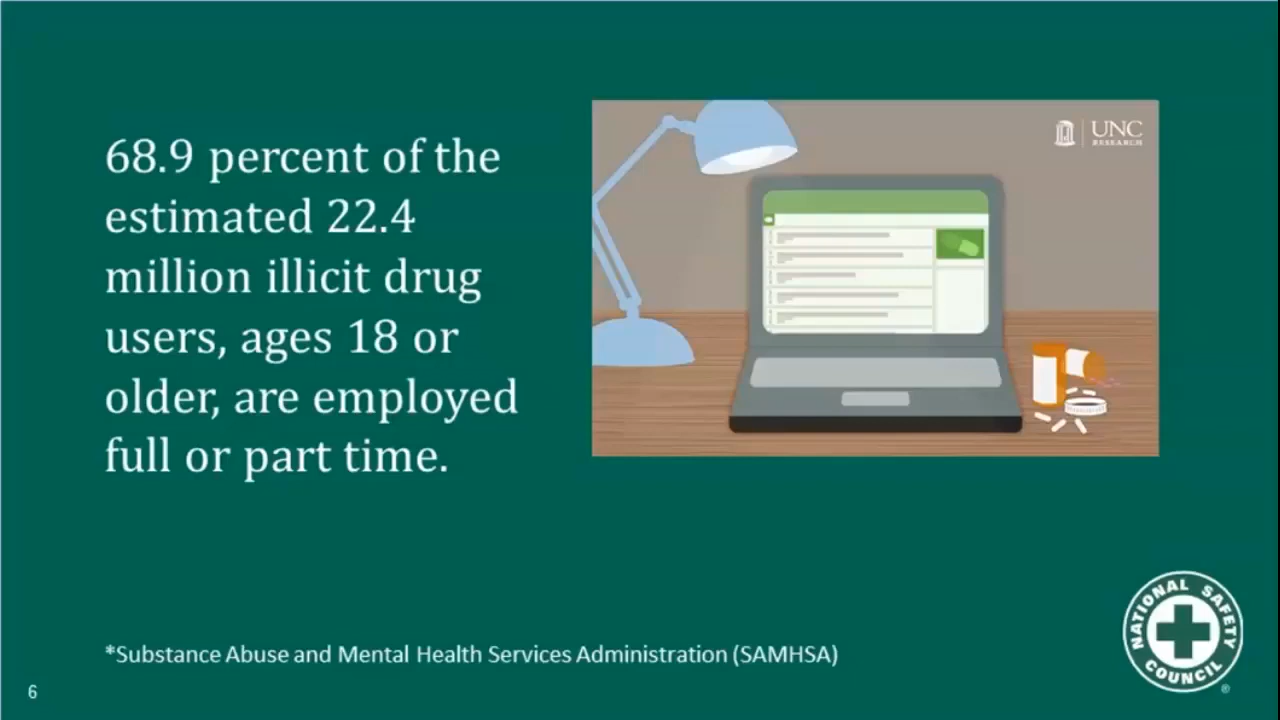 68.9 percent of the
estimated 22.4
million illicit drug
users, ages 18 or
older, are employed
full or part time.
UNC
RESEARCH
*Substance Abuse and Mental Health Services Administration (SAMHSA)
NATIONAL SAFETY
COUNCIL
®
6